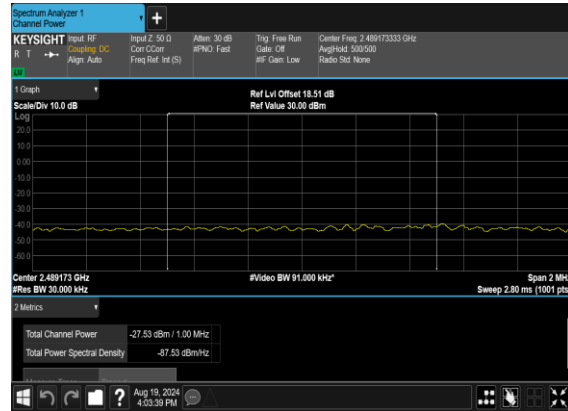 Spectrum Analyzer 1
Channel Power
+
KEYSIGHT Input: RF Input Z: 50 Ω Atten: 30 dB Trig: Free Run Center Freq: 2.489173333 GHz
R T Coupling: DC Corr CCorr #PNO: Fast Gate: Off Avg|Hold: 500/500
Align: Auto Freq Ref: Int (S) #IF Gain: Low Radio Std: None
LW
1 Graph
Ref Lvl Offset 18.51 dB
Scale/Div 10.0 dB Ref Value 30.00 dBm
Log
20.0
10.0
0.00
-10.0
-20.0
-30.0
-40.0
-50.0
-60.0
Center 2.489173 GHz #Video BW 91.000 kHz* Span 2 MHz
#Res BW 30.000 kHz Sweep 2.80 ms (1001 pts
2 Metrics
Total Channel Power -27.53 dBm / 1.00 MHz
Total Power Spectral Density -87.53 dBm/Hz
? Aug 19, 2024
4:03:39 PM